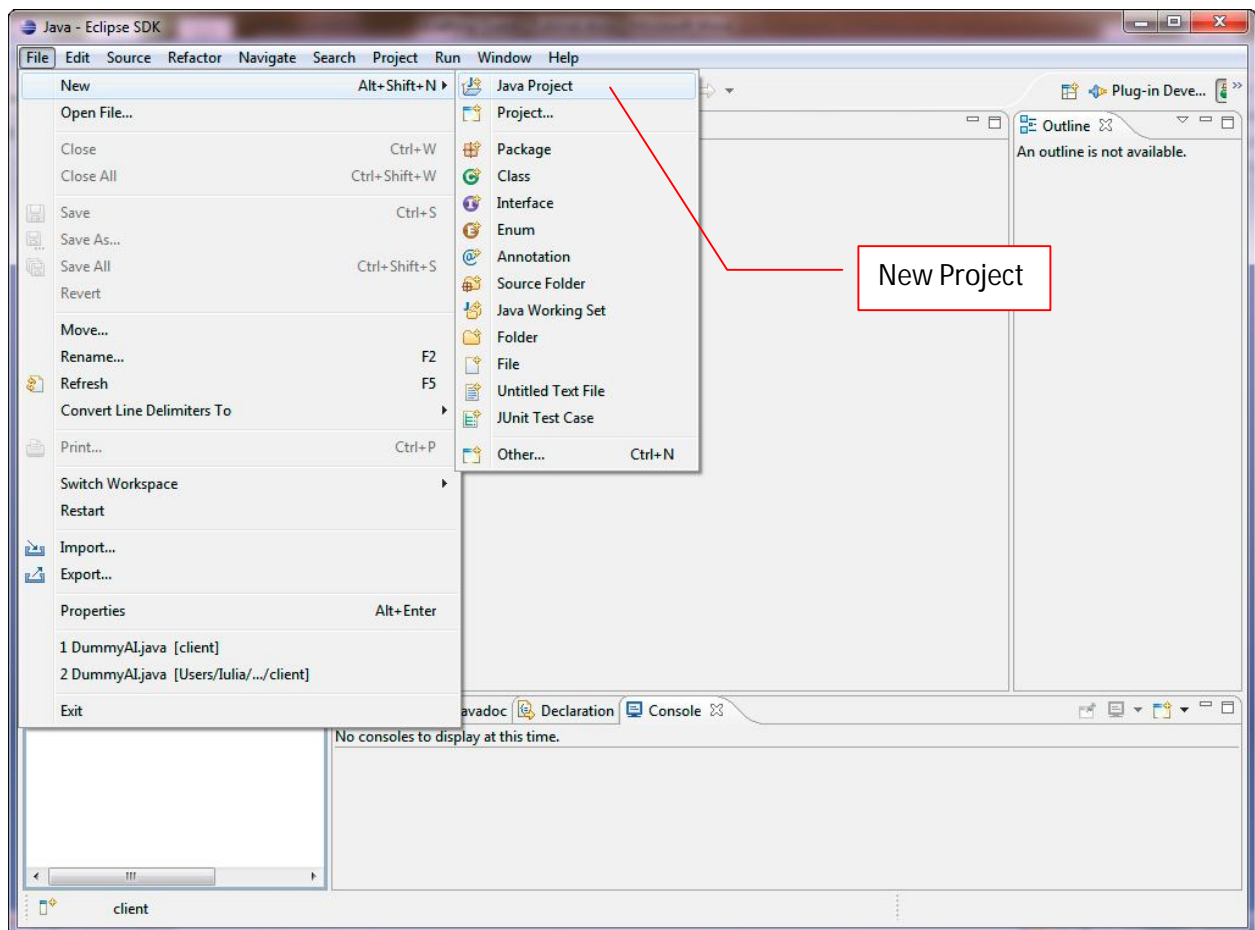 Java - Eclipse SDK
File Edit Source Refactor Navigate Search Project Run Window Help
New Alt+Shift+N
Open File...
Close Ctrl+W
Close All Ctrl+Shift+W
Save Ctrl+S
Save As...
Save All Ctrl+Shift+S
Revert
Move...
Rename... F2
Refresh F5
Convert Line Delimiters To
Print... Ctrl+P
Switch Workspace
Restart
Import...
Export...
Properties Alt+Enter
1 DummyAI.java [client]
2 DummyAI.java [Users/Iulia/.../client]
Exit
Java Project
Project...
Package
Class
Interface
Enum
Annotation
Source Folder
Java Working Set
Folder
File
Untitled Text File
JUnit Test Case
Other... Ctrl+N
New Project
Plug-in Deve...
Outline
An outline is not available.
avadoc Declaration Console
No consoles to display at this time.
client